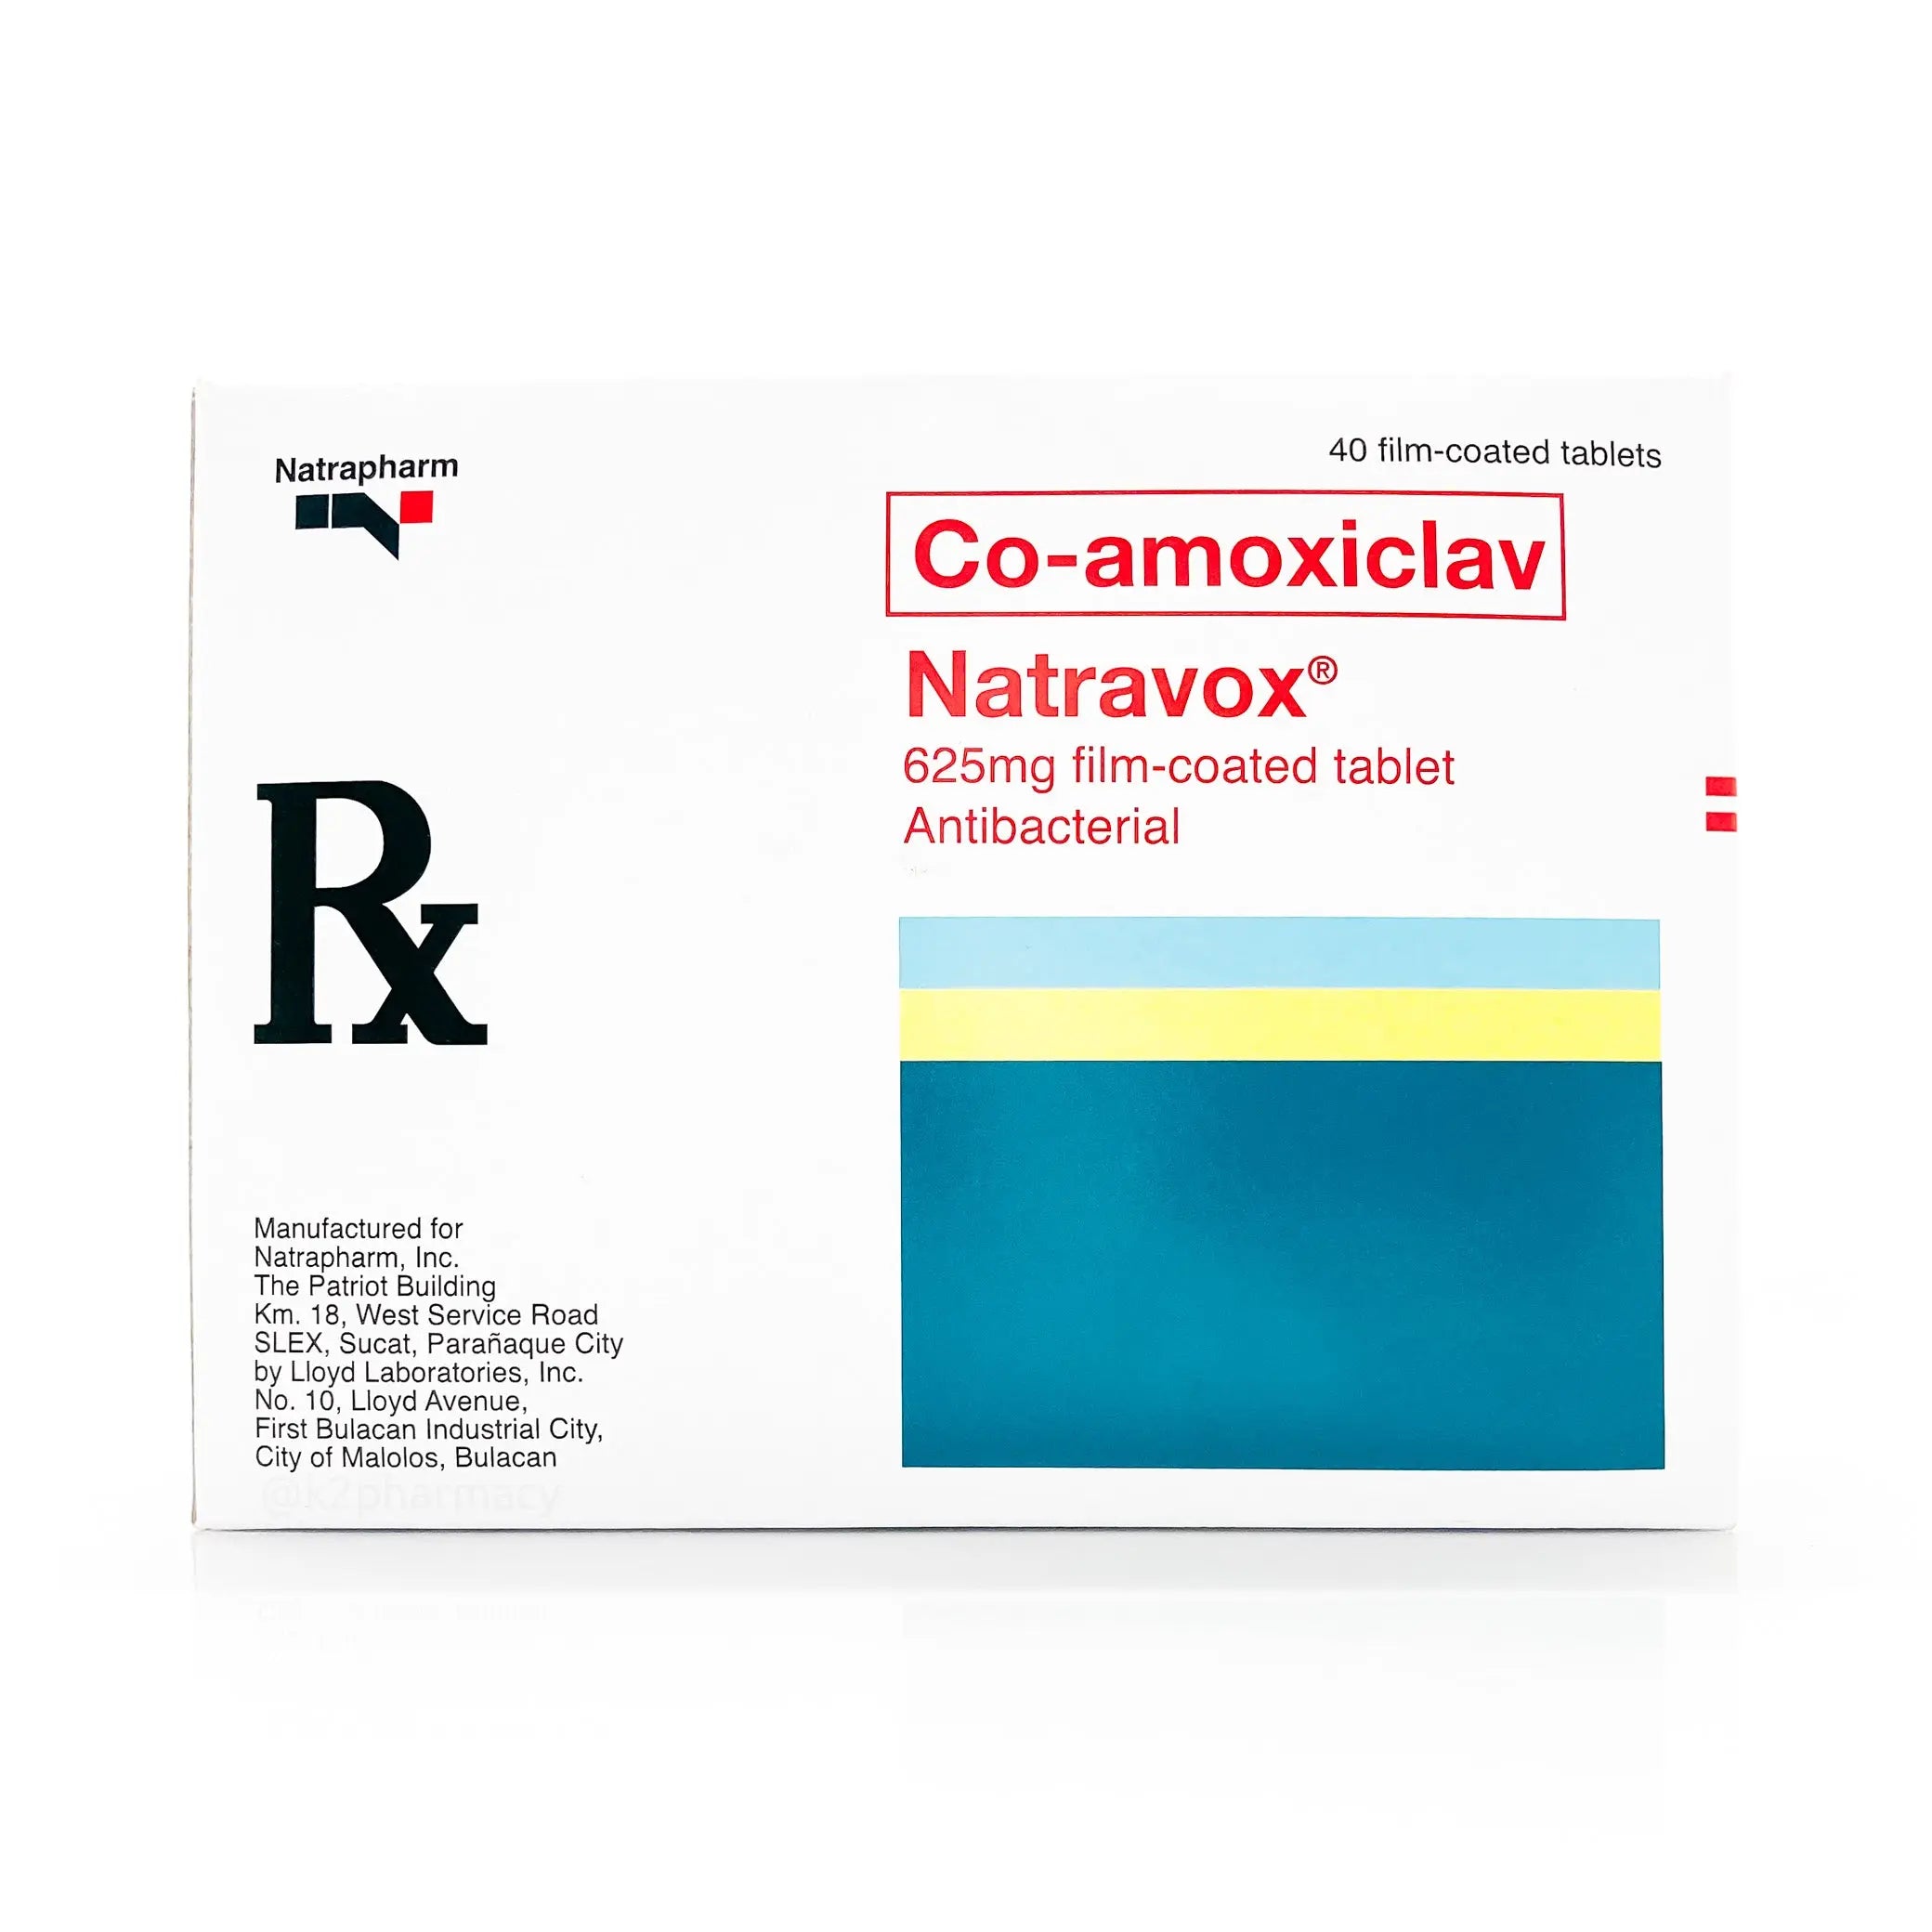 Natrapharm
40 film-coated tablets
Co-amoxiclav
Natravox®
625mg film-coated tablet
Antibacterial
Rx
Manufactured for
Natrapharm, Inc.
The Patriot Building
Km. 18, West Service Road
SLEX, Sucat, Parañaque City
by Lloyd Laboratories, Inc.
No. 10, Lloyd Avenue,
First Bulacan Industrial City,
City of Malolos, Bulacan
@k2pharmacy